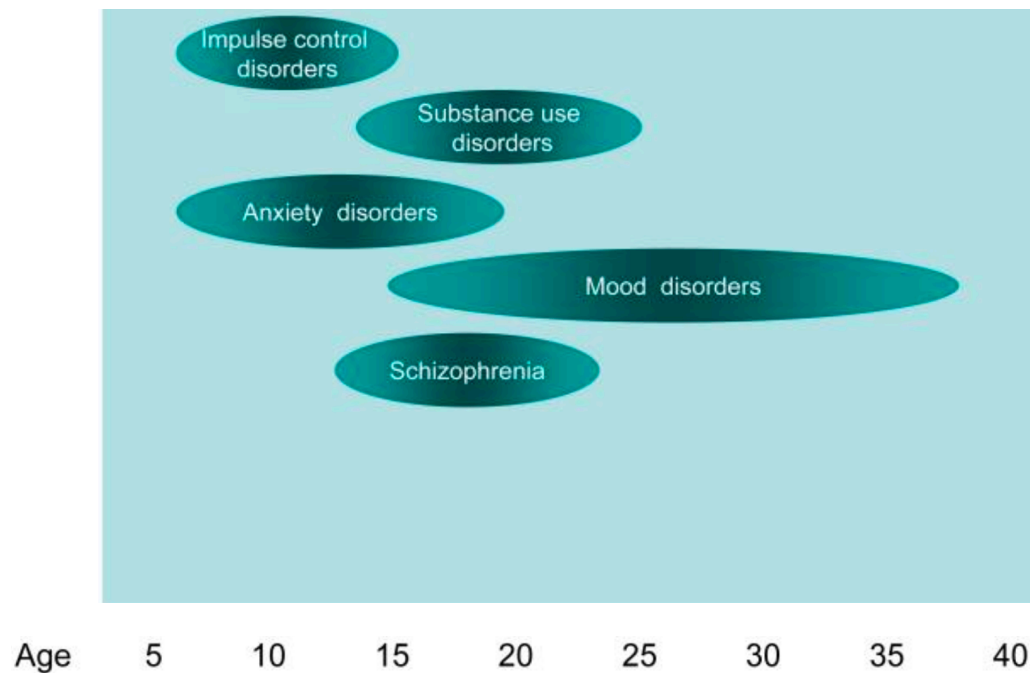 Impulse control
disorders
Substance use
disorders
Anxiety disorders
Mood disorders
Schizophrenia
Age 5 10 15 20 25 30 35 40